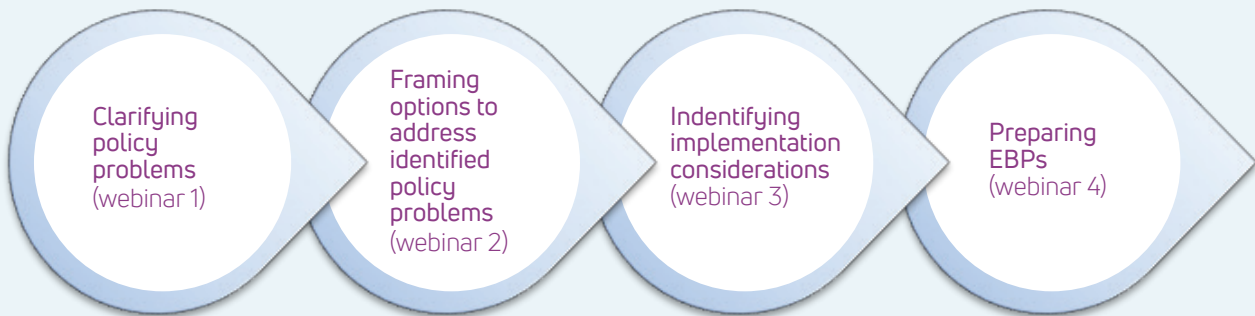 Clarifying
policy
problems
(webinar 1)
Framing
options to
address
identified
policy
problems
(webinar 2)
Indentifying
implementation
considerations
(webinar 3)
Preparing
EBPs
(webinar 4)